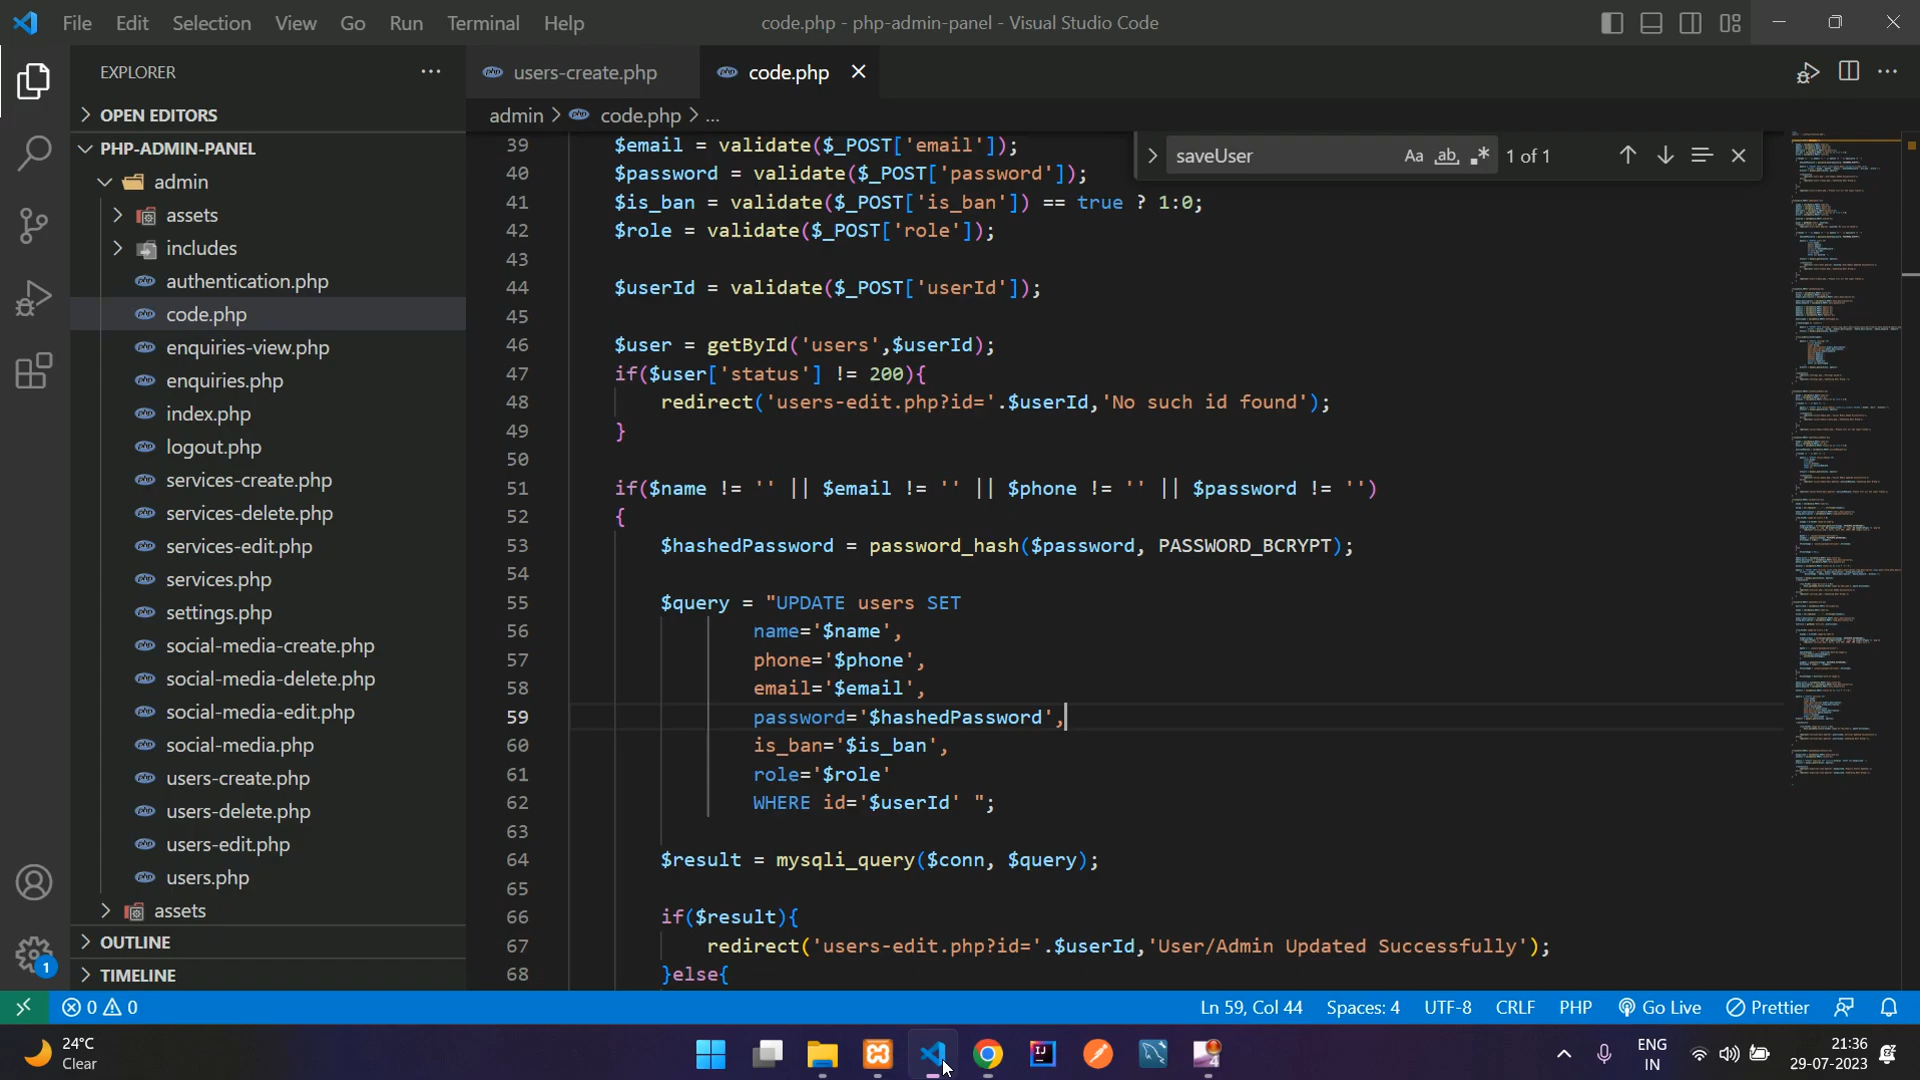 File Edit Selection View Go Run Terminal Help
code.php - php-admin-panel - Visual Studio Code
EXPLORER
OPEN EDITORS
PHP-ADMIN-PANEL
admin
assets
includes
authentication.php
code.php
enquiries-view.php
enquiries.php
index.php
logout.php
services-create.php
services-delete.php
services-edit.php
services.php
settings.php
social-media-create.php
social-media-delete.php
social-media-edit.php
social-media.php
users-create.php
users-delete.php
users-edit.php
users.php
assets
OUTLINE
TIMELINE
1
users-create.php code.php
admin > code.php > ...
saveUser Aa ab 1 of 1
39 $email = validate($_POST['email']);
40 $password = validate($_POST['password']);
41 $is_ban = validate($_POST['is_ban']) == true ? 1:0;
42 $role = validate($_POST['role']);
43
44 $userId = validate($_POST['userId']);
45
46 $user = getById('users',$userId);
47 if($user['status'] != 200){
48 redirect('users-edit.php?id='.$userId,'No such id found');
49 }
50
51 if($name != '' || $email != '' || $phone != '' || $password != '')
52 {
53 $hashedPassword = password_hash($password, PASSWORD_BCRYPT);
54
55 $query = "UPDATE users SET
56 name='$name',
57 phone='$phone',
58 email='$email',
59 password='$hashedPassword',
60 is_ban='$is_ban',
61 role='$role'
62 WHERE id='$userId' ";
63
64 $result = mysqli_query($conn, $query);
65
66 if($result){
67 redirect('users-edit.php?id='.$userId,'User/Admin Updated Successfully');
68 }else{
0 0 Ln 59, Col 44 Spaces: 4 UTF-8 CRLF PHP Go Live Prettier
24°C
Clear
IJ
4
ENG
IN
21:36
29-07-2023